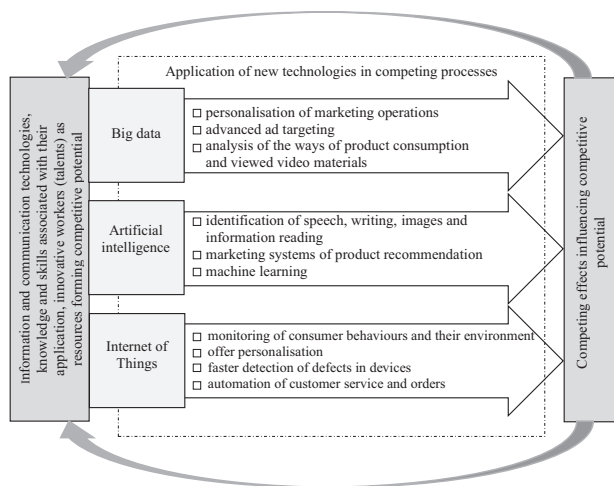 Application of new technologies in competing processes
Information and communication technologies,
knowledge and skills associated with their
application, innovative workers (talents) as
resources forming competitive potential
Big data
☐ personalisation of marketing operations
☐ advanced ad targeting
☐ analysis of the ways of product consumption
and viewed video materials
Artificial
intelligence
☐ identification of speech, writing, images and
information reading
☐ marketing systems of product recommendation
☐ machine learning
Internet of
Things
☐ monitoring of consumer behaviours and their environment
☐ offer personalisation
☐ faster detection of defects in devices
☐ automation of customer service and orders
Competing effects influencing competitive
potential